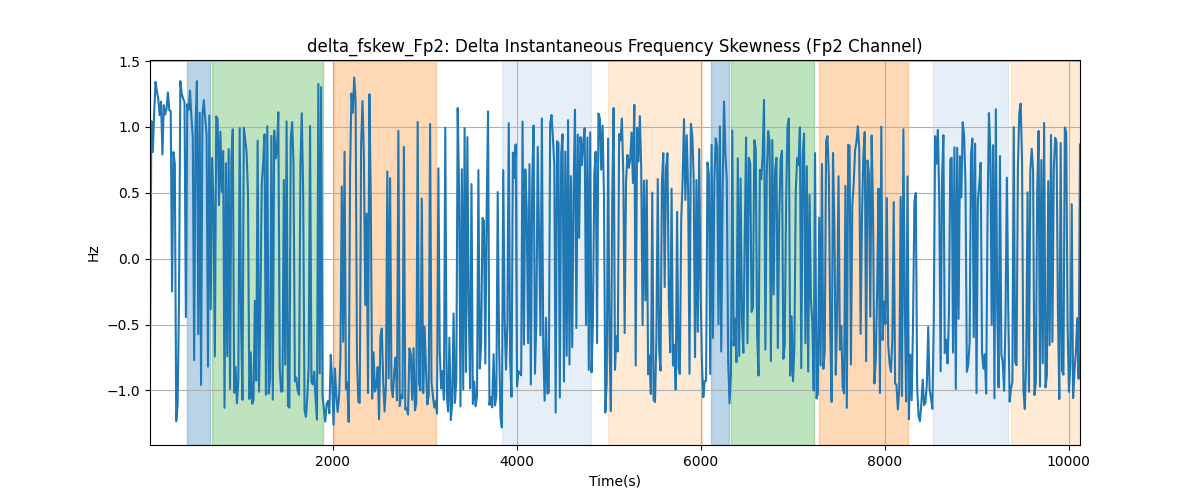 delta_fskew_Fp2: Delta Instantaneous Frequency Skewness (Fp2 Channel)
1.5
1.0
0.5
0.0
−0.5
−1.0
Hz
2000 4000 6000 8000 10000
Time(s)